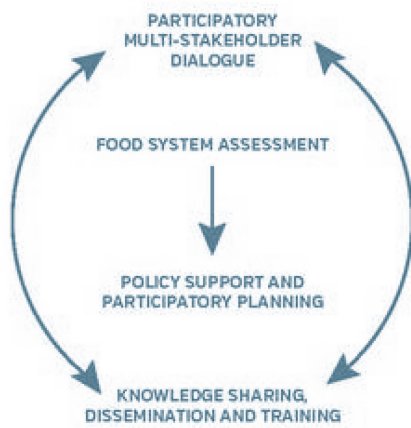 PARTICIPATORY
MULTI-STAKEHOLDER
DIALOGUE
FOOD SYSTEM ASSESSMENT
POLICY SUPPORT AND
PARTICIPATORY PLANNING
KNOWLEDGE SHARING,
DISSEMINATION AND TRAINING